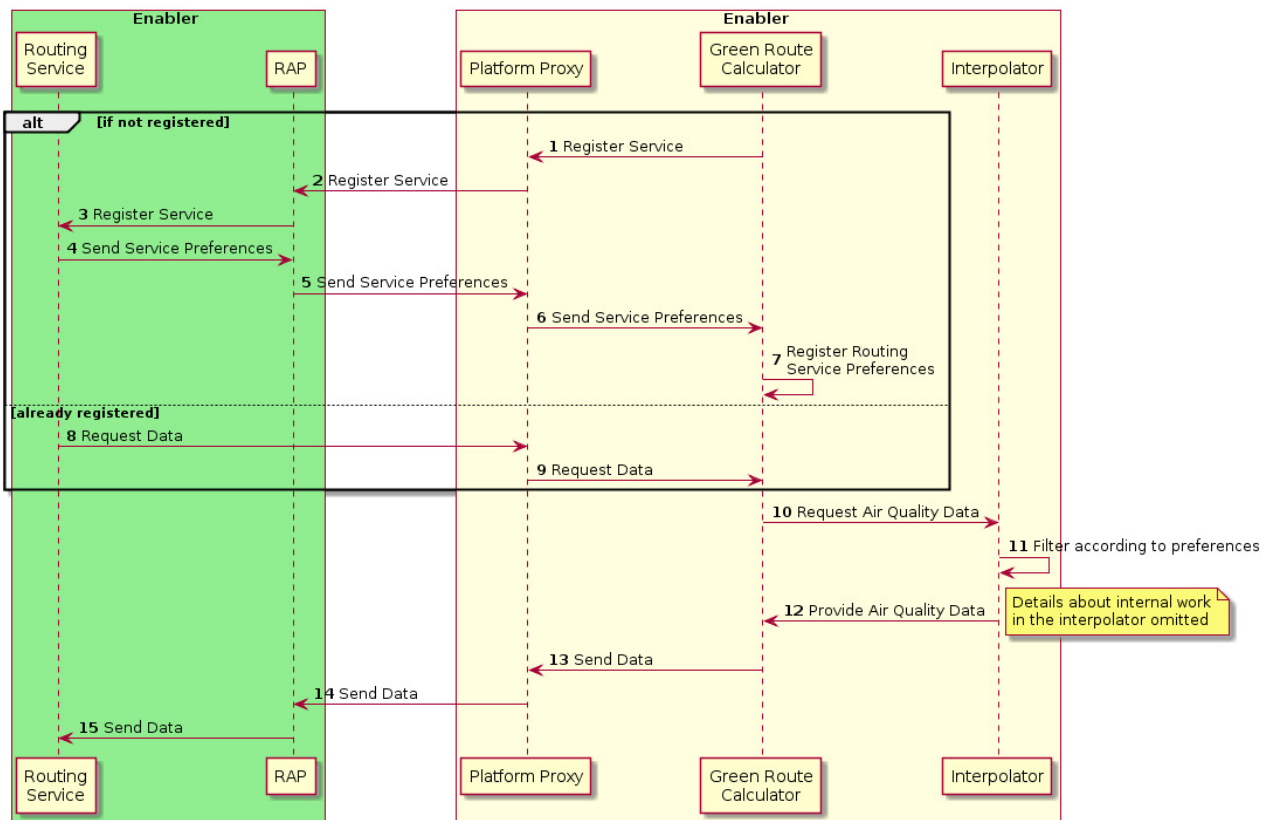 Enabler
Enabler
Routing
Service
RAP
Platform Proxy
Green Route
Calculator
Interpolator
alt
[if not registered]
1 Register Service
2 Register Service
3 Register Service
4 Send Service Preferences
5 Send Service Preferences
6 Send Service Preferences
7 Register Routing
Service Preferences
[already registered]
8 Request Data
9 Request Data
10 Request Air Quality Data
11 Filter according to preferences
Details about internal work
in the interpolator omitted
12 Provide Air Quality Data
13 Send Data
14 Send Data
15 Send Data
Routing
Service
RAP
Platform Proxy
Green Route
Calculator
Interpolator